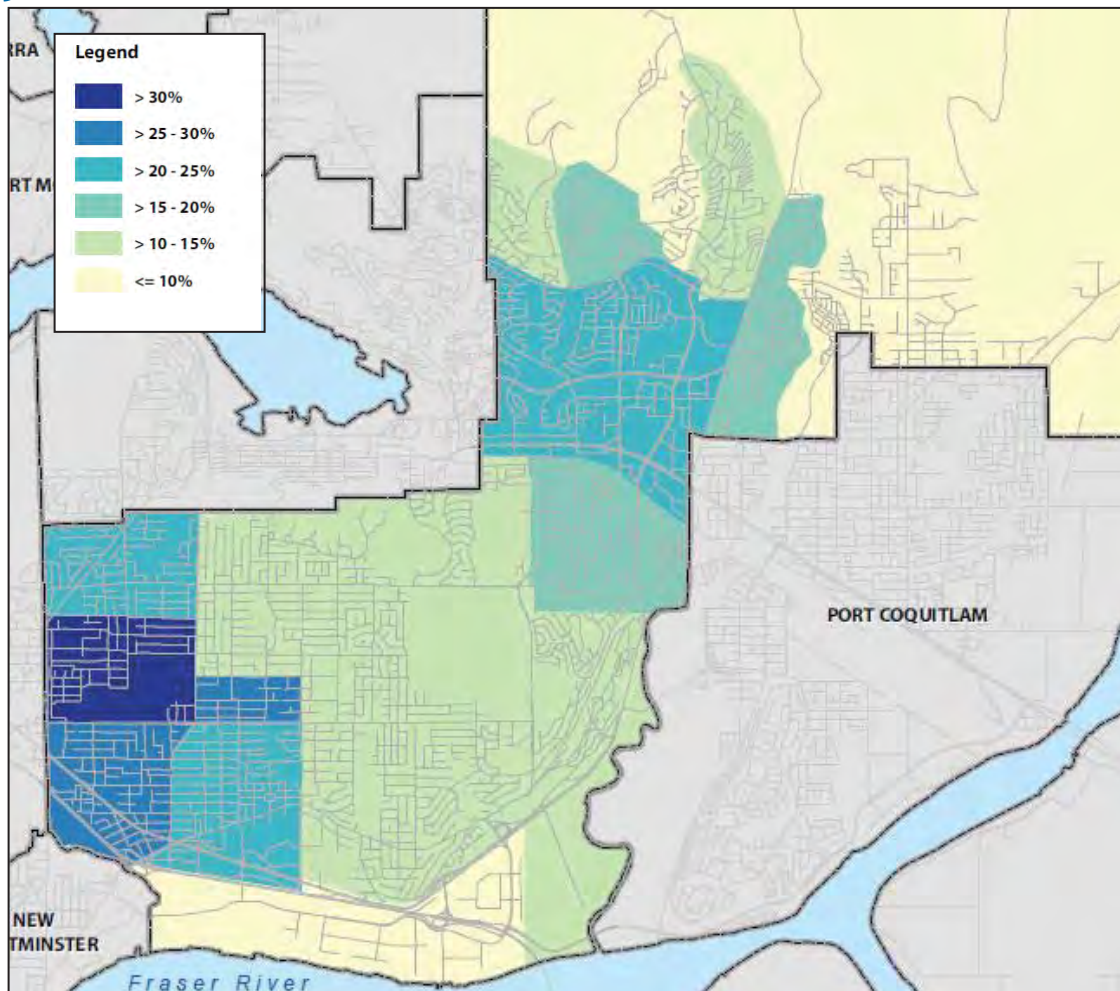 RRA
Legend
> 30%
> 25 - 30%
> 20 - 25%
RT M
> 15 - 20%
> 10 - 15%
<= 10%
PORT COQUITLAM
NEW
TMINSTER
Fraser River